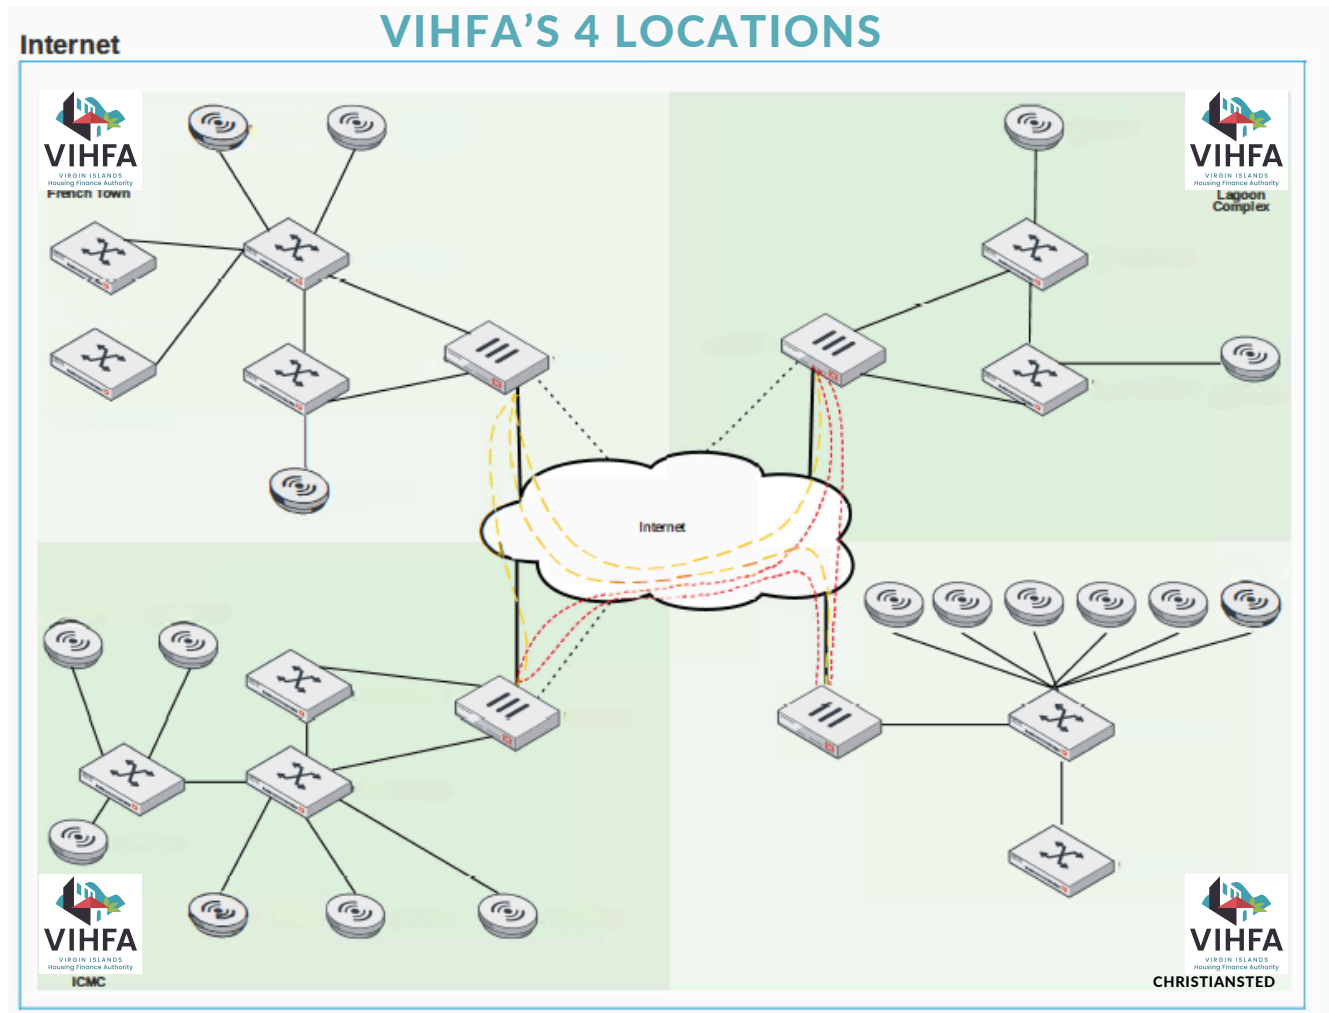 VIHFA’S 4 LOCATIONS
Internet
VIHFA
VIRGIN ISLANDS
Housing Finance Authority
French Town
VIHFA
VIRGIN ISLANDS
Housing Finance Authority
Lagoon
Complex
Internet
VIHFA
VIRGIN ISLANDS
Housing Finance Authority
ICMC
VIHFA
VIRGIN ISLANDS
Housing Finance Authority
CHRISTIANSTED